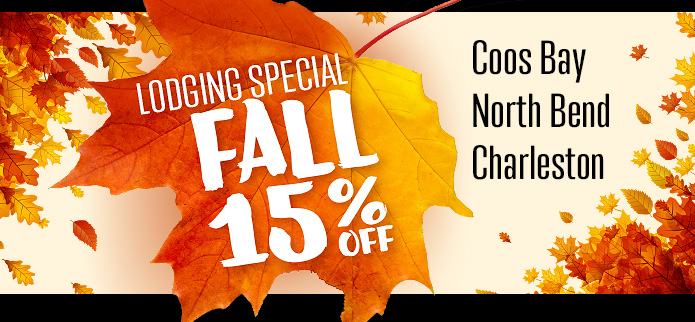 LODGING SPECIAL
FALL
15% OFF
Coos Bay
North Bend
Charleston